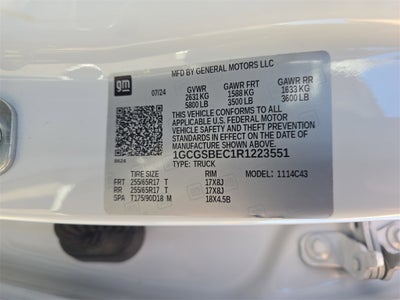 gm
MFD BY GENERAL MOTORS LLC
07/24 GVWR GAWR FRT GAWR RR
2631 KG 1588 KG 1633 KG
5800 LB 3500 LB 3600 LB
THIS VEHICLE CONFORMS TO ALL
APPLICABLE U.S. FEDERAL MOTOR
VEHICLE SAFETY
STANDARDS IN EFFECT ON THE DATE OF
MANUFACTURE SHOWN ABOVE.
1GCGSBEC1R1223551
TYPE: TRUCK
TIRE SIZE RIM MODEL: 1114C43
FRT 255/65R17 T 17X8J
RR 255/65R17 T 17X8J
SPA T175/90D18 M 18X4.5B